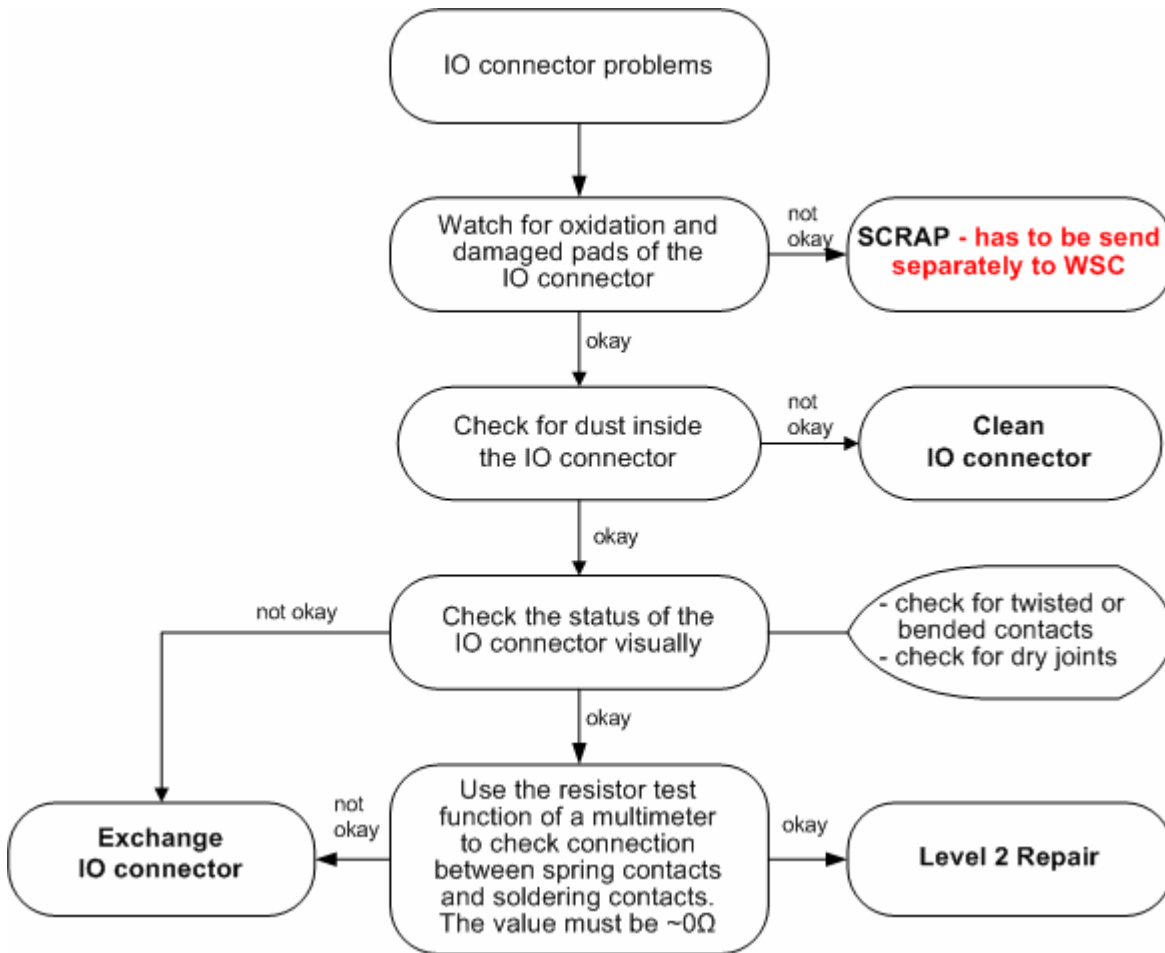 IO connector problems
Watch for oxidation and
damaged pads of the
IO connector
not
okay
SCRAP - has to be send
separately to WSC
okay
Check for dust inside
the IO connector
not
okay
Clean
IO connector
okay
not okay
Check the status of the
IO connector visually
- check for twisted or
bended contacts
- check for dry joints
okay
Exchange
IO connector
not
okay
Use the resistor test
function of a multimeter
to check connection
between spring contacts
and soldering contacts.
The value must be ~0Ω
okay
Level 2 Repair